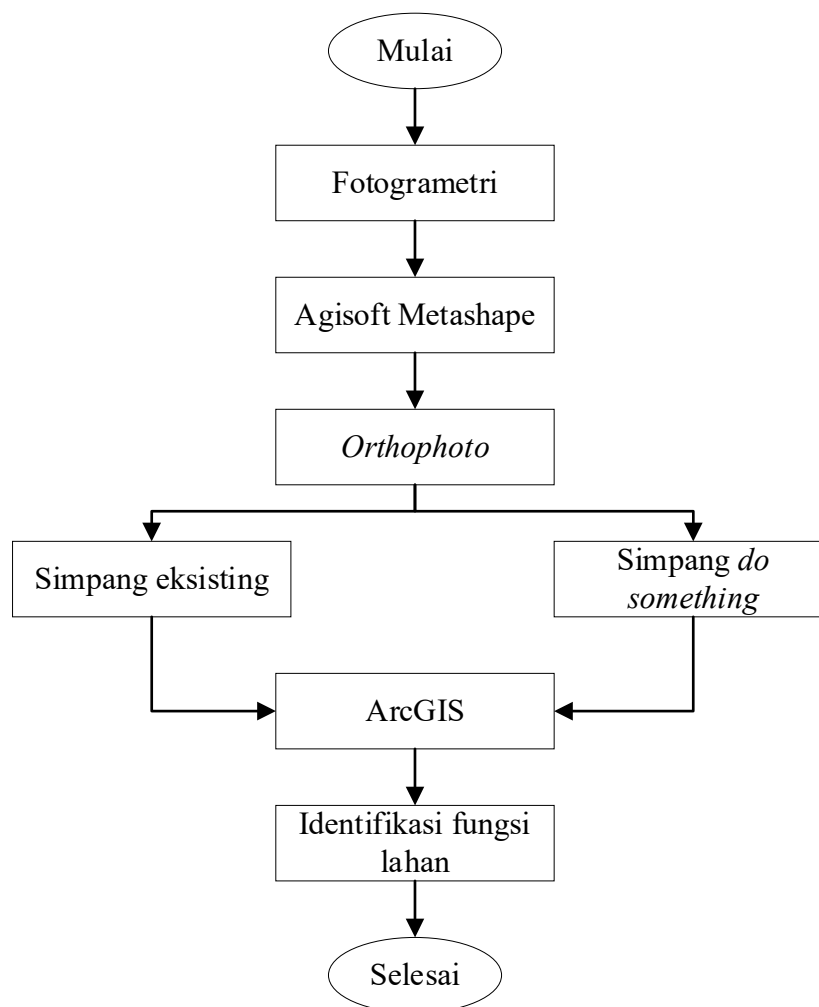 Mulai
Fotogrametri
Agisoft Metashape
Orthophoto
Simpang eksisting
Simpang do
something
ArcGIS
Identifikasi fungsi
lahan
Selesai